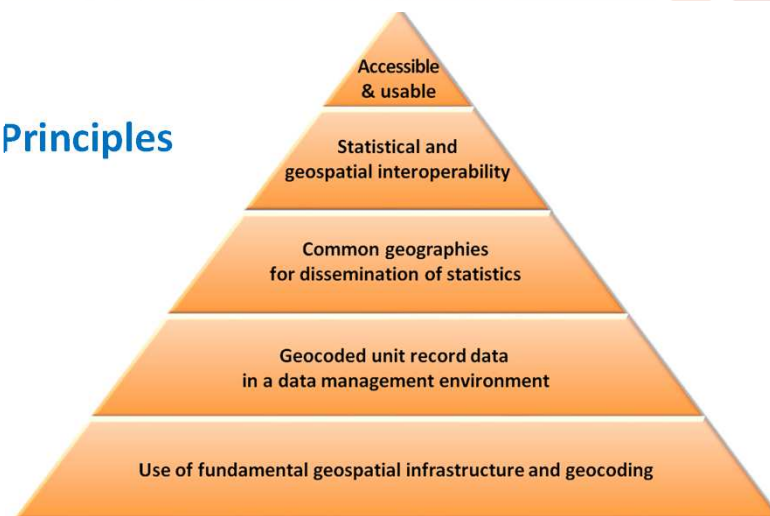 Accessible
& usable
Principles
Statistical and
geospatial interoperability
Common geographies
for dissemination of statistics
Geocoded unit record data
in a data management environment
Use of fundamental geospatial infrastructure and geocoding